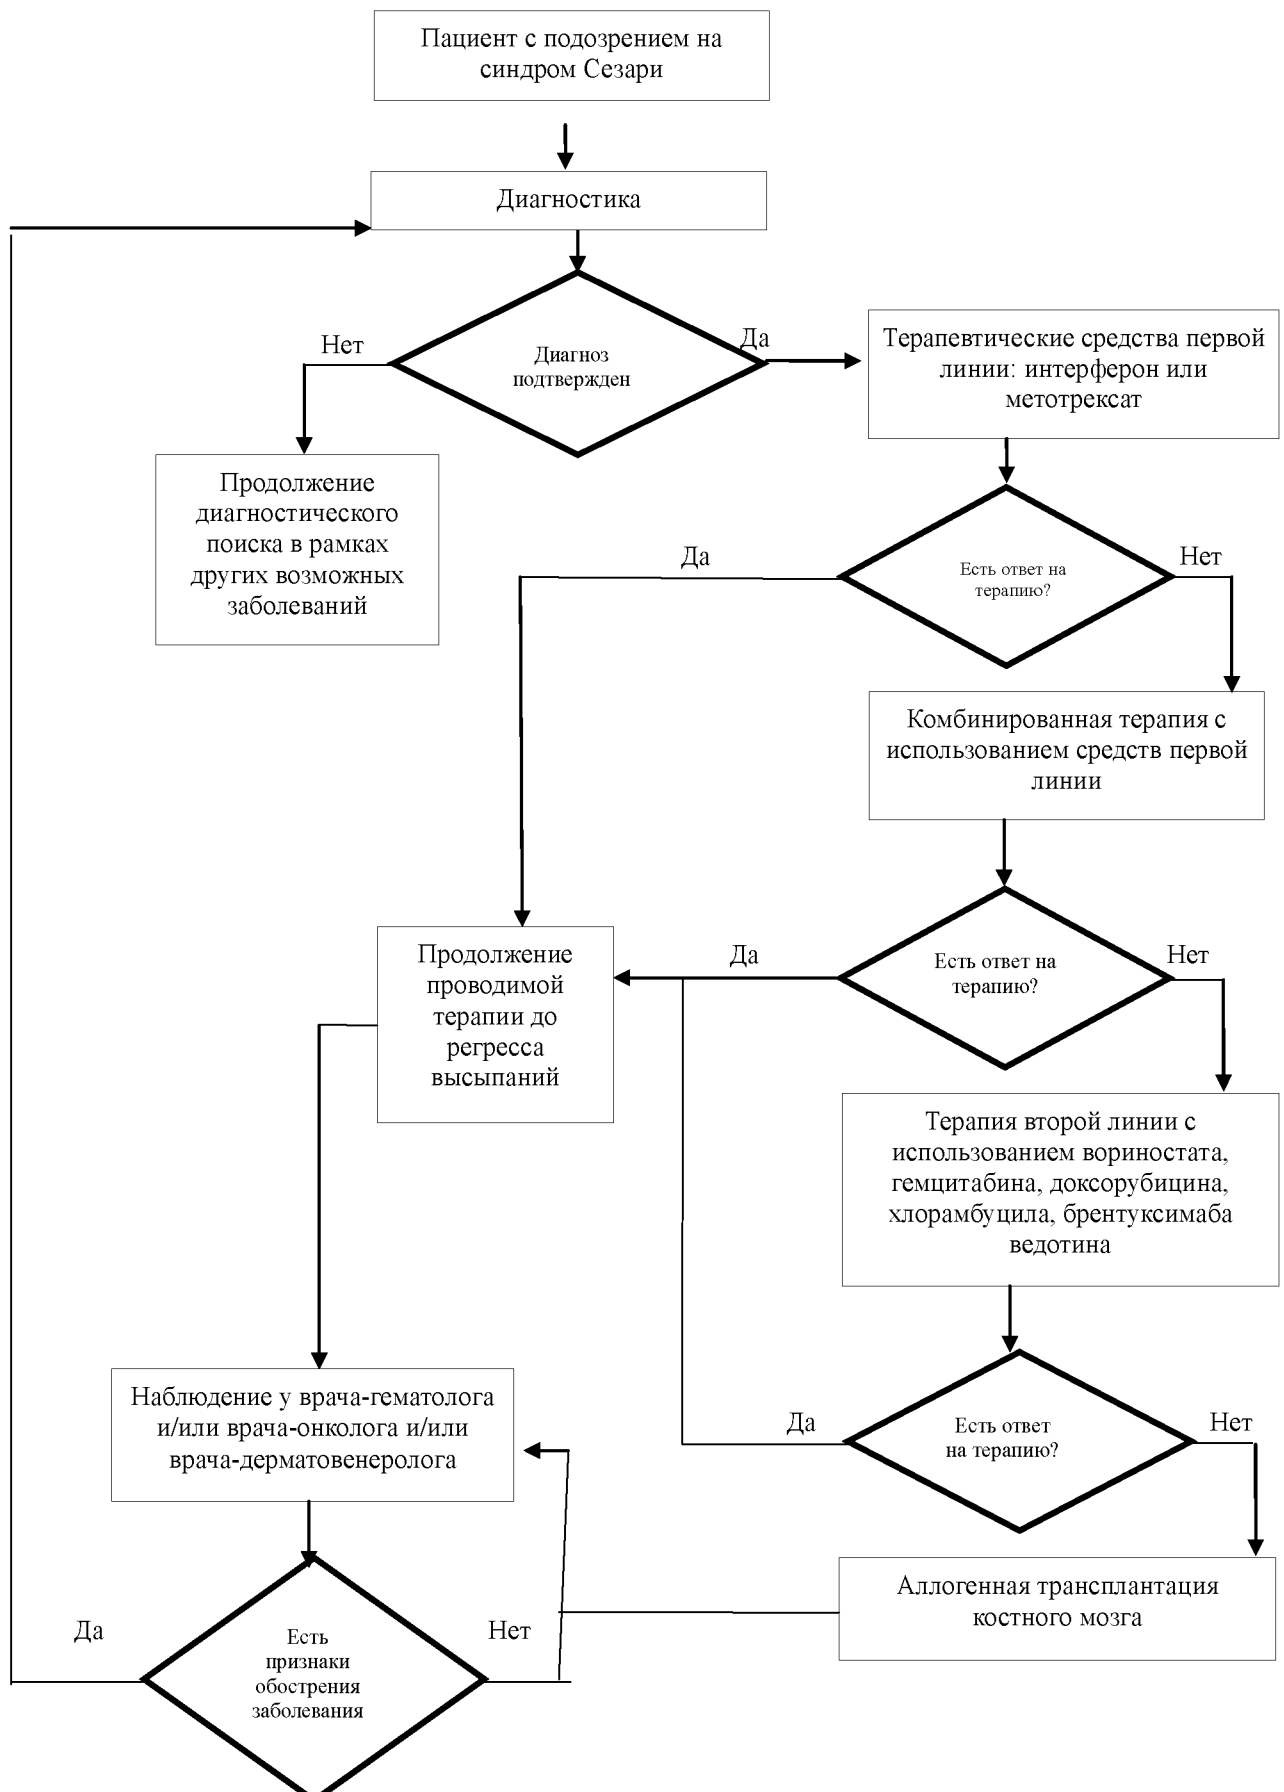 Пациент с подозрением на
синдром Сезари
Диагностика
Нет
Диагноз
подтвержден
Да
Терапевтические средства первой
линии: интерферон или
метотрексат
Продолжение
диагностического
поиска в рамках
других возможных
заболеваний
Да
Есть ответ на
терапию?
Нет
Комбинированная терапия с
использованием средств первой
линии
Продолжение
проводимой
терапии до
регресса
высыпаний
Да
Есть ответ на
терапию?
Нет
Терапия второй линии с
использованием вориностата,
гемцитабина, доксорубицина,
хлорамбуцила, брентуксимаба
ведотина
Наблюдение у врача-гематолога
и/или врача-онколога и/или
врача-дерматовенеролога
Да
Есть ответ
на терапию?
Нет
Аллогенная трансплантация
костного мозга
Да
Есть
признаки
обострения
заболевания
Нет